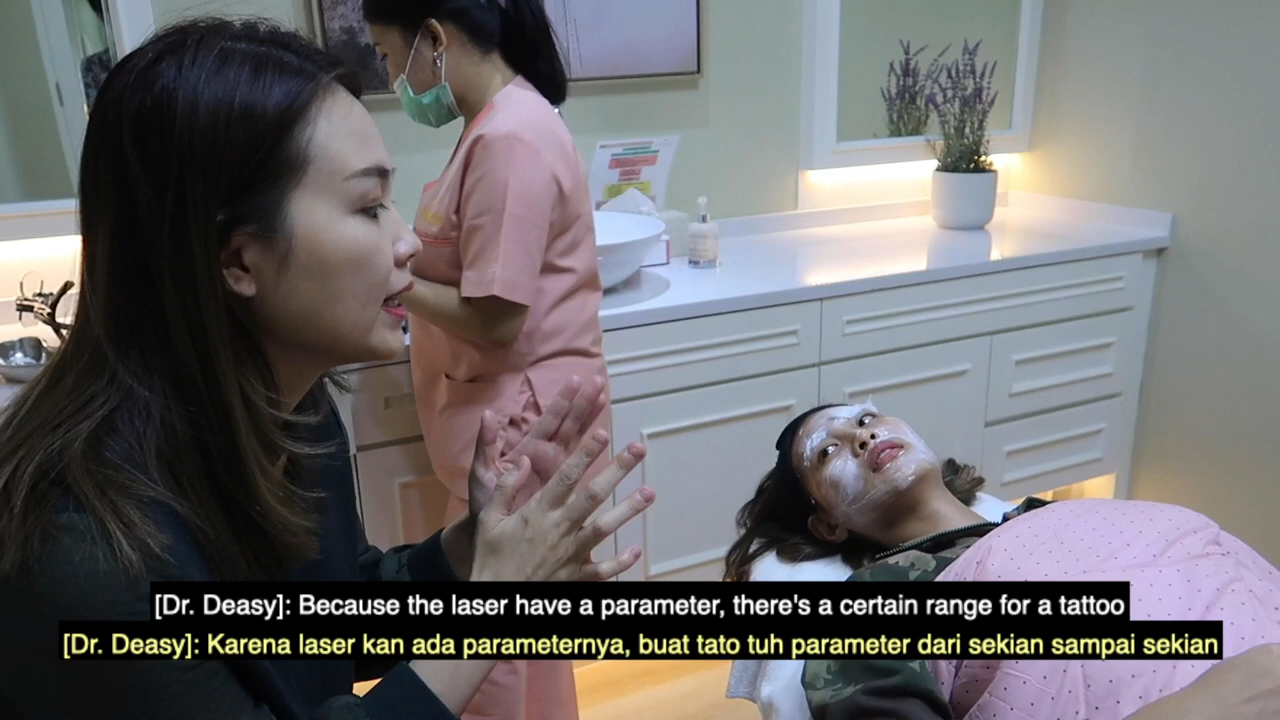 [Dr. Deasy]: Because the laser have a parameter, there's a certain range for a tattoo
[Dr. Deasy]: Karena laser kan ada parameternya, buat tato tuh parameter dari sekian sampai sekian